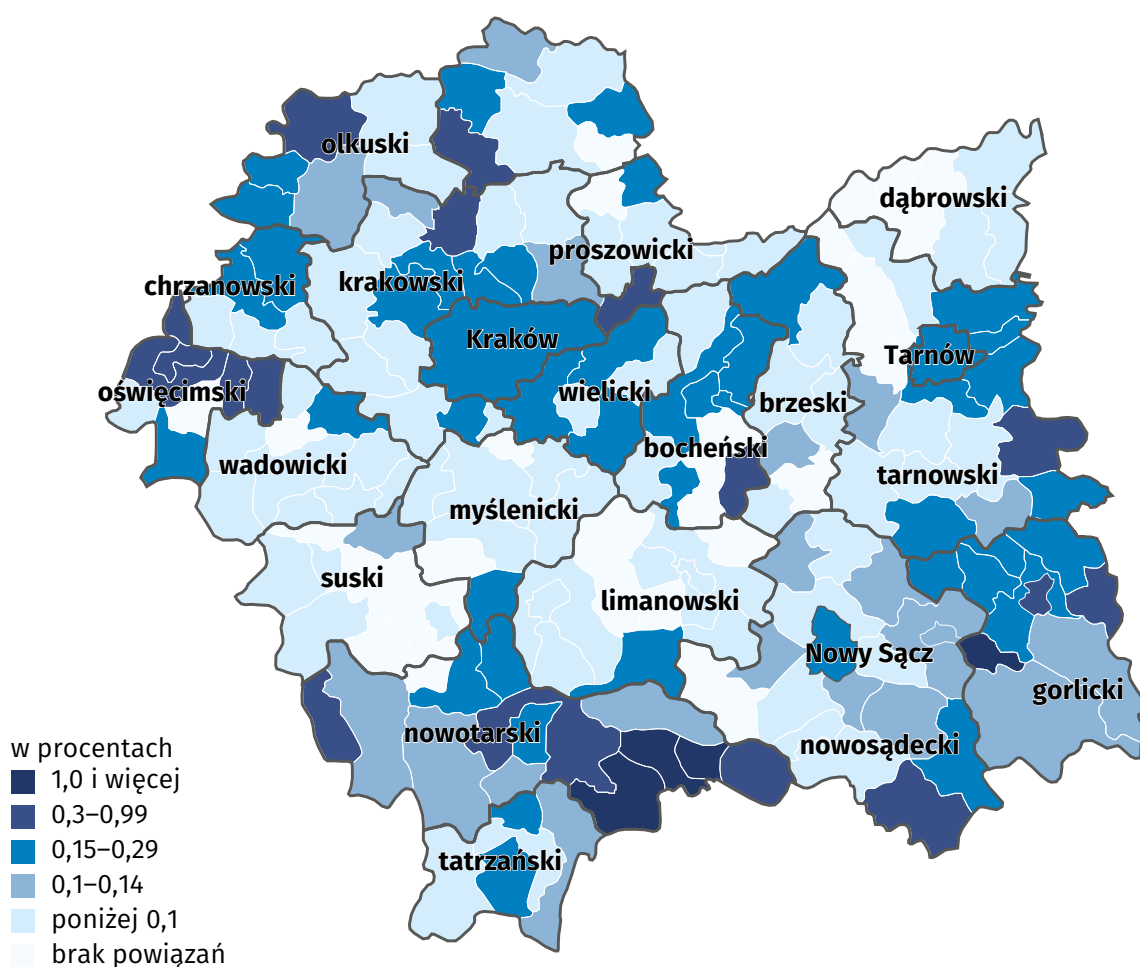 olkuski
dąbrowski
proszowicki
chrzanowski
krakowski
Kraków
Tarnów
oświęcimski
wielicki
brzeski
bocheński
wadowicki
tarnowski
myślenicki
suski
limanowski
Nowy Sącz
gorlicki
nowotarski
nowosądecki
tatrzański
w procentach
1,0 i więcej
0,3–0,99
0,15–0,29
0,1–0,14
poniżej 0,1
brak powiązań